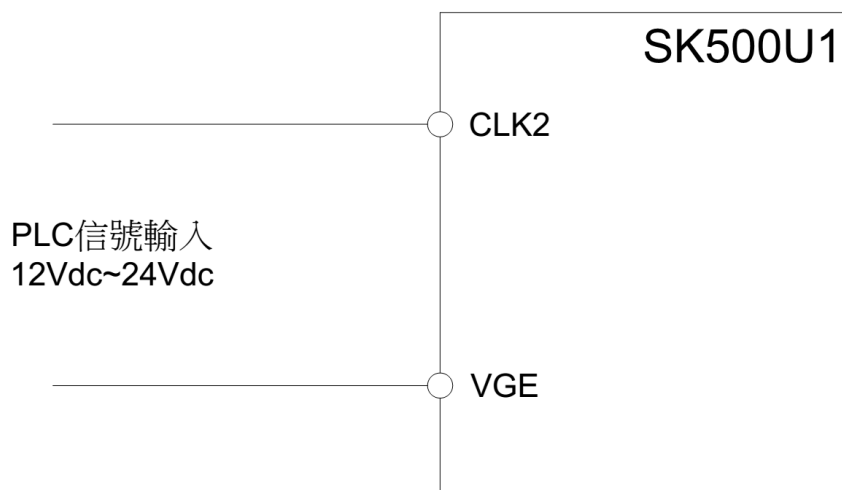 SK500U1
CLK2
PLC信號輸入
12Vdc~24Vdc
VGE